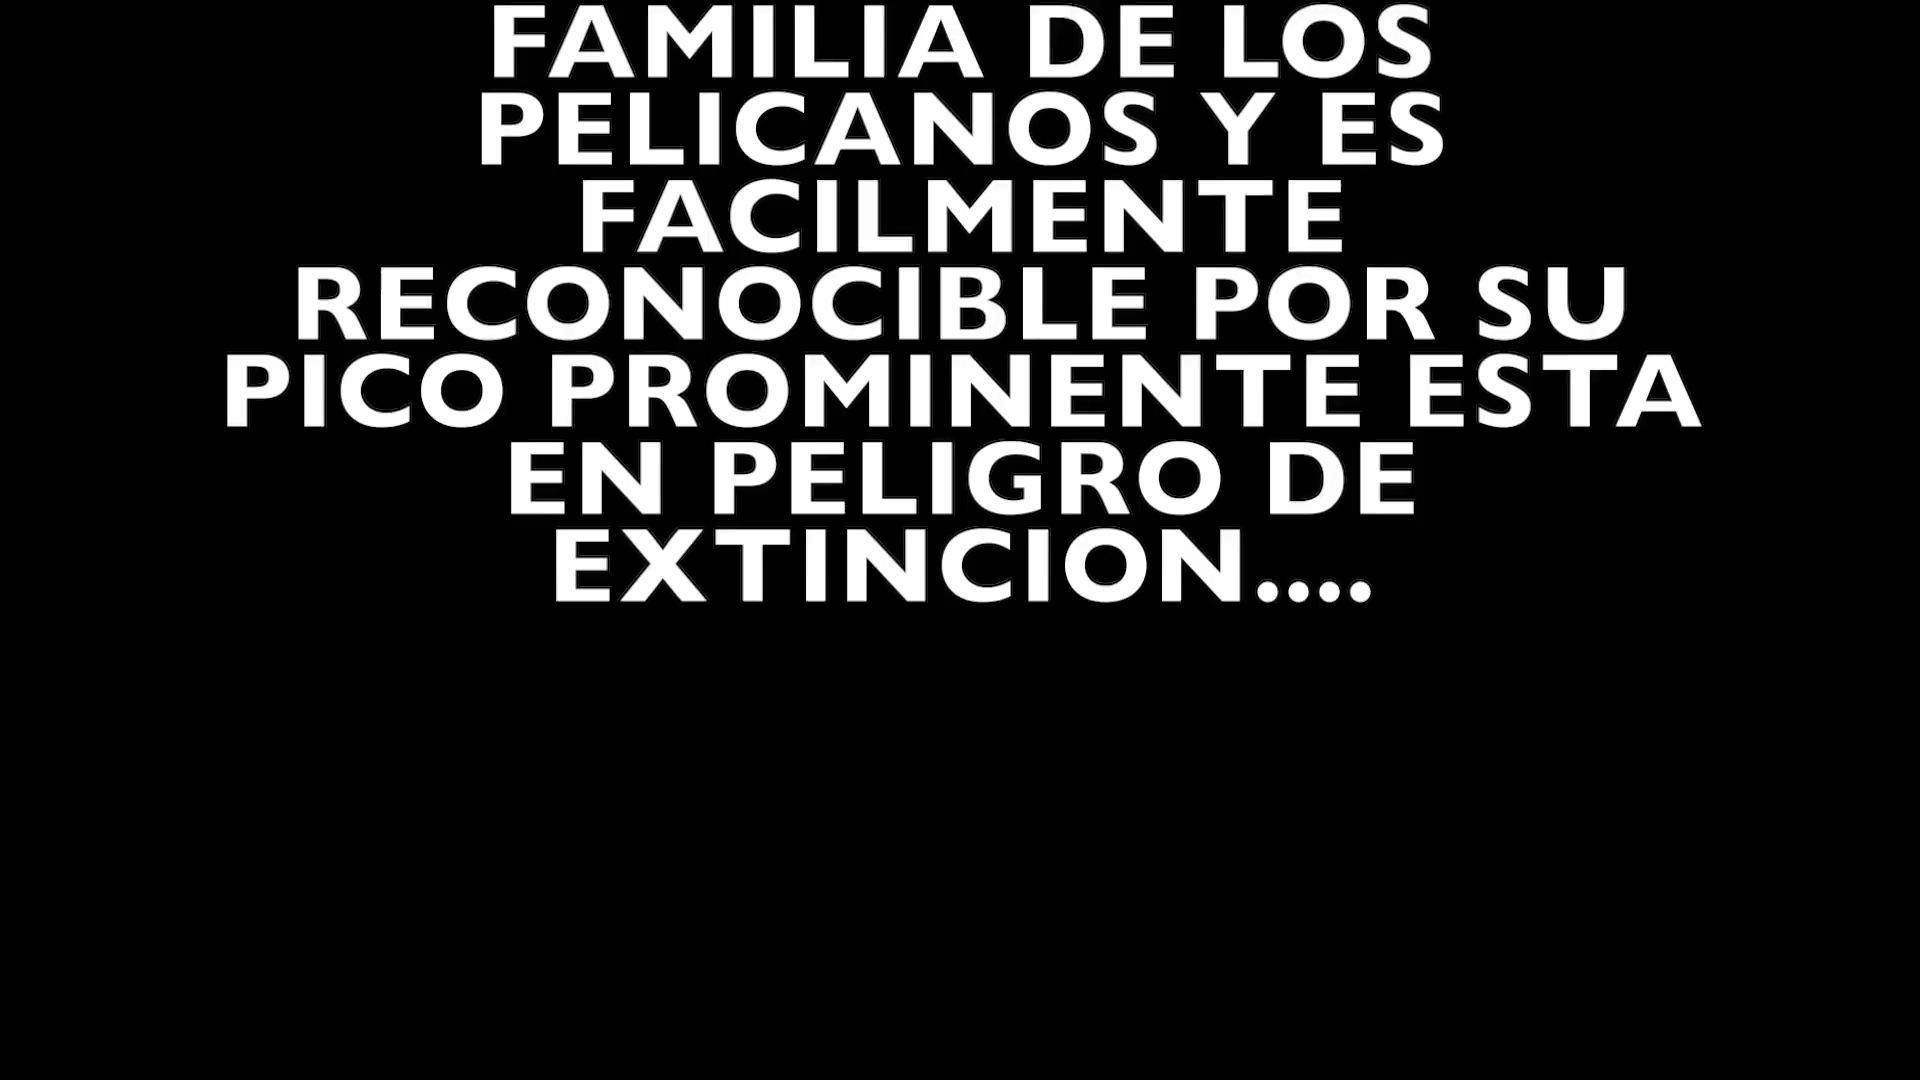 FAMILIA DE LOS
PELICANOS Y ES
FACILMENTE
RECONOCIBLE POR SU
PICO PROMINENTE ESTA
EN PELIGRO DE
EXTINCION....